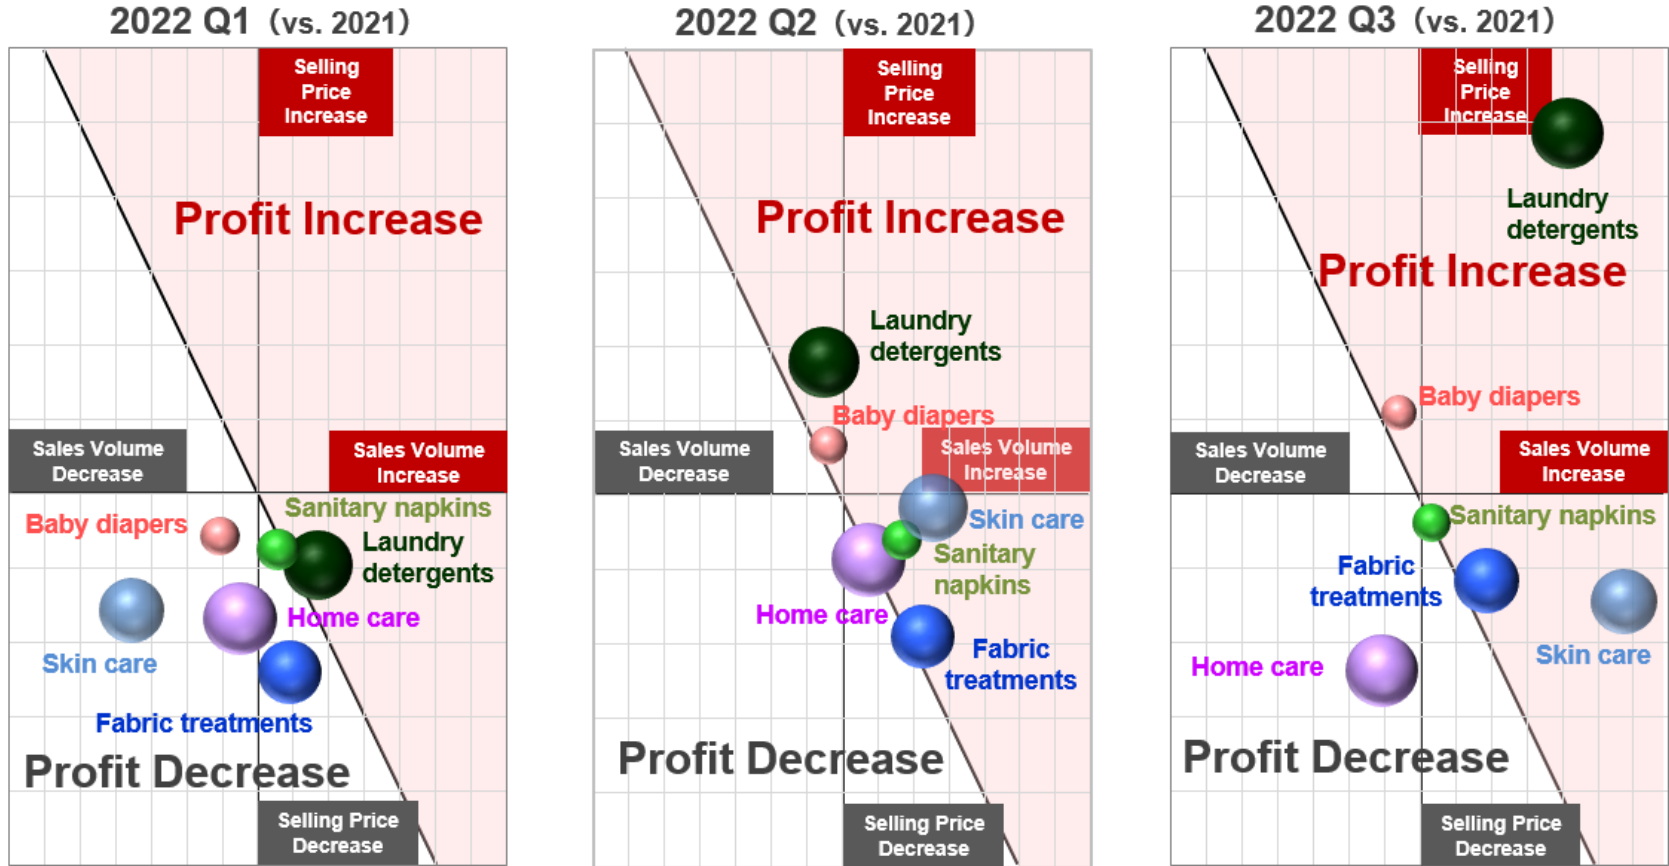 2022 Q1 (vs. 2021)
Selling
Price
Increase
Profit Increase
Sales Volume
Decrease
Sales Volume
Increase
Sanitary napkins
Baby diapers
Laundry
detergents
Home care
Skin care
Fabric treatments
Profit Decrease
Selling Price
Decrease
2022 Q2 (vs. 2021)
Selling
Price
Increase
Profit Increase
Laundry
detergents
Baby diapers
Sales Volume
Decrease
Sales Volume
Increase
Skin care
Sanitary
napkins
Home care
Fabric
treatments
Profit Decrease
Selling Price
Decrease
2022 Q3 (vs. 2021)
Selling
Price
Increase
Laundry
detergents
Profit Increase
Baby diapers
Sales Volume
Decrease
Sales Volume
Increase
Sanitary napkins
Fabric
treatments
Skin care
Home care
Profit Decrease
Selling Price
Decrease